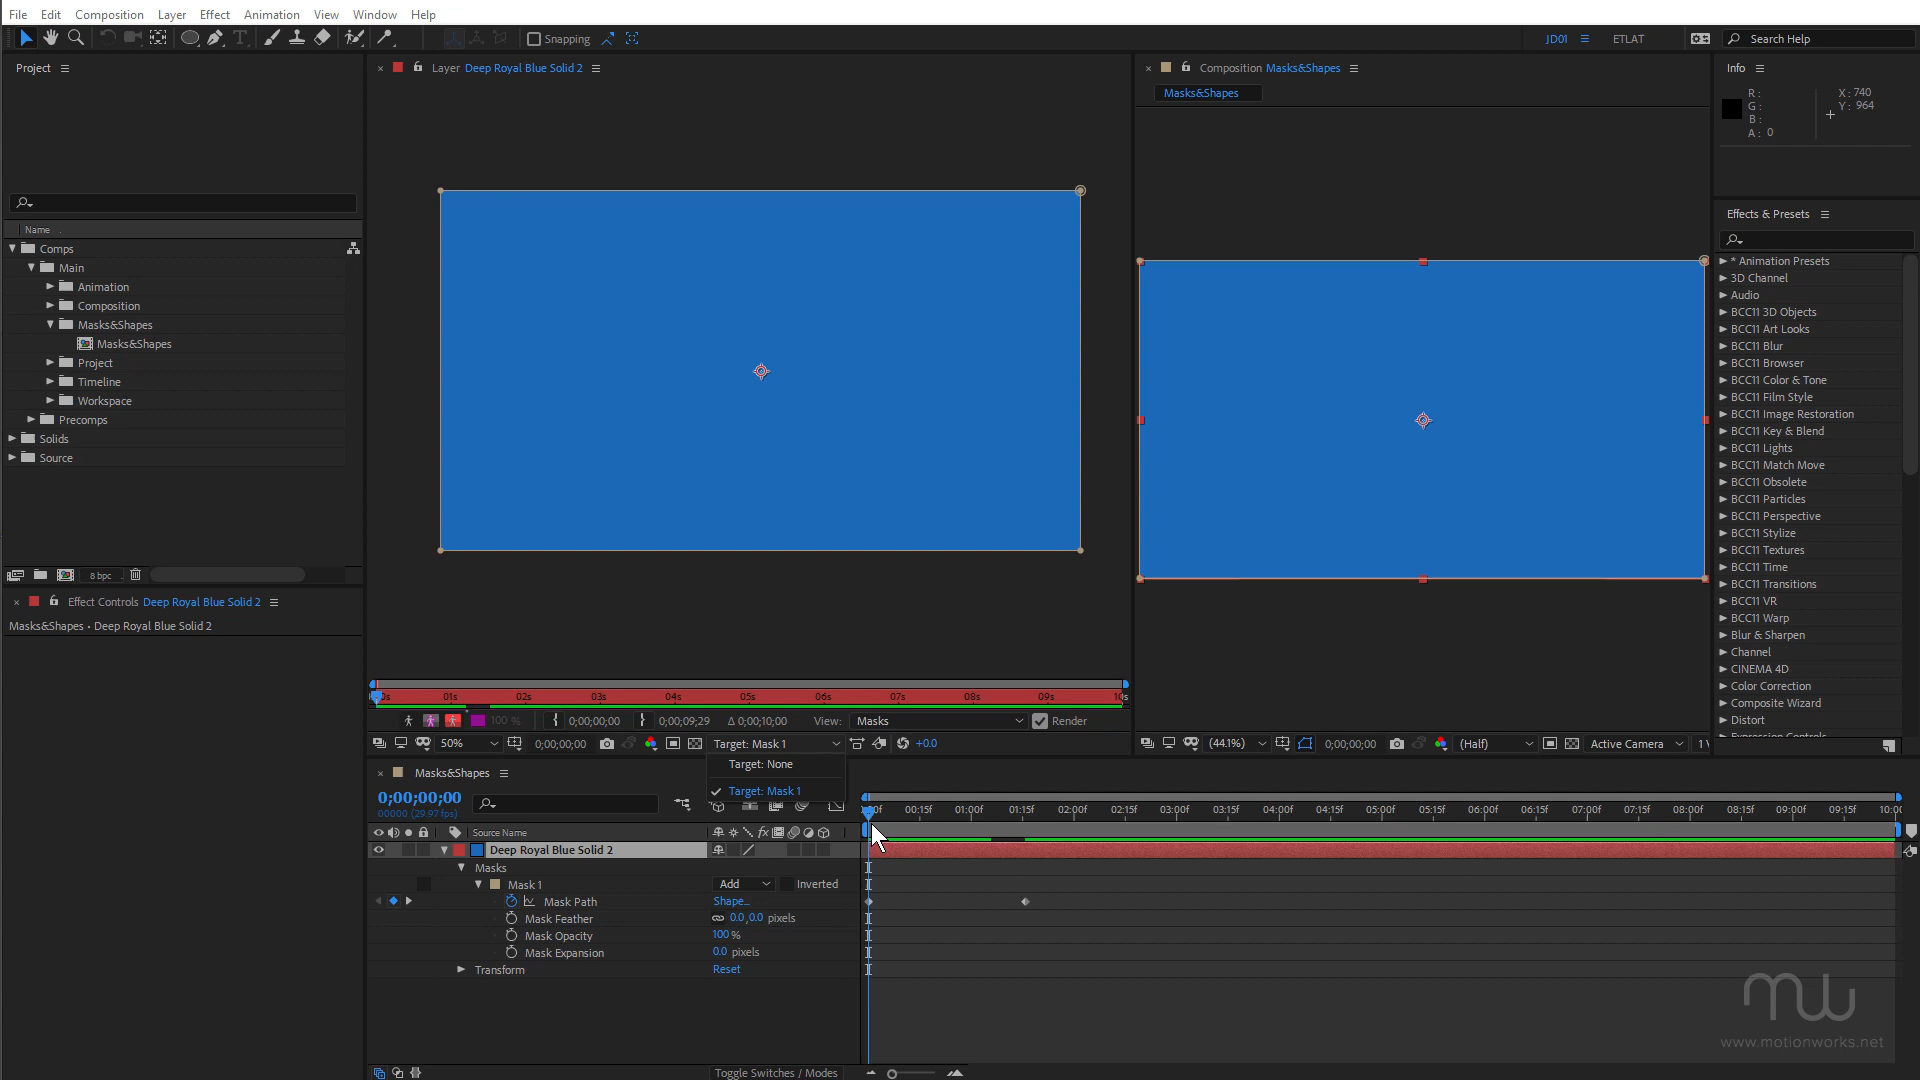 File Edit Composition Layer Effect Animation View Window Help
Snapping JD01 ETLAT Search Help
Project
Name
Comps
Main
Animation
Composition
Masks&Shapes
Masks&Shapes
Project
Timeline
Workspace
Precomps
Solids
Source
8 bpc
Effect Controls Deep Royal Blue Solid 2
Masks&Shapes • Deep Royal Blue Solid 2
Layer Deep Royal Blue Solid 2
01s 02s 03s 04s 05s 06s 07s 08s 09s 10s
100 % 0;00;00;00 0;00;09;29 Δ 0;00;10;00 View: Masks Render
50% 0;00;00;00 Target: Mask 1 +0.0
Target: None
Target: Mask 1
Composition Masks&Shapes
Masks&Shapes
(44.1%) 0;00;00;00 (Half) Active Camera 1 V
Info
R: X: 740
G: Y: 964
B:
A: 0
Effects & Presets
* Animation Presets
3D Channel
Audio
BCC11 3D Objects
BCC11 Art Looks
BCC11 Blur
BCC11 Browser
BCC11 Color & Tone
BCC11 Film Style
BCC11 Image Restoration
BCC11 Key & Blend
BCC11 Lights
BCC11 Match Move
BCC11 Obsolete
BCC11 Particles
BCC11 Perspective
BCC11 Stylize
BCC11 Textures
BCC11 Time
BCC11 Transitions
BCC11 VR
BCC11 Warp
Blur & Sharpen
Channel
CINEMA 4D
Color Correction
Composite Wizard
Distort
Expression Controls
Masks&Shapes
0;00;00;00
00000 (29.97 fps)
00:15f 01:00f 01:15f 02:00f 02:15f 03:00f 03:15f 04:00f 04:15f 05:00f 05:15f 06:00f 06:15f 07:00f 07:15f 08:00f 08:15f 09:00f 09:15f 10:00
Source Name fx
Deep Royal Blue Solid 2
Masks
Mask 1 Add Inverted
Mask Path Shape...
Mask Feather 0.0,0.0 pixels
Mask Opacity 100 %
Mask Expansion 0.0 pixels
Transform Reset
Toggle Switches / Modes
mw
www.motionworks.net